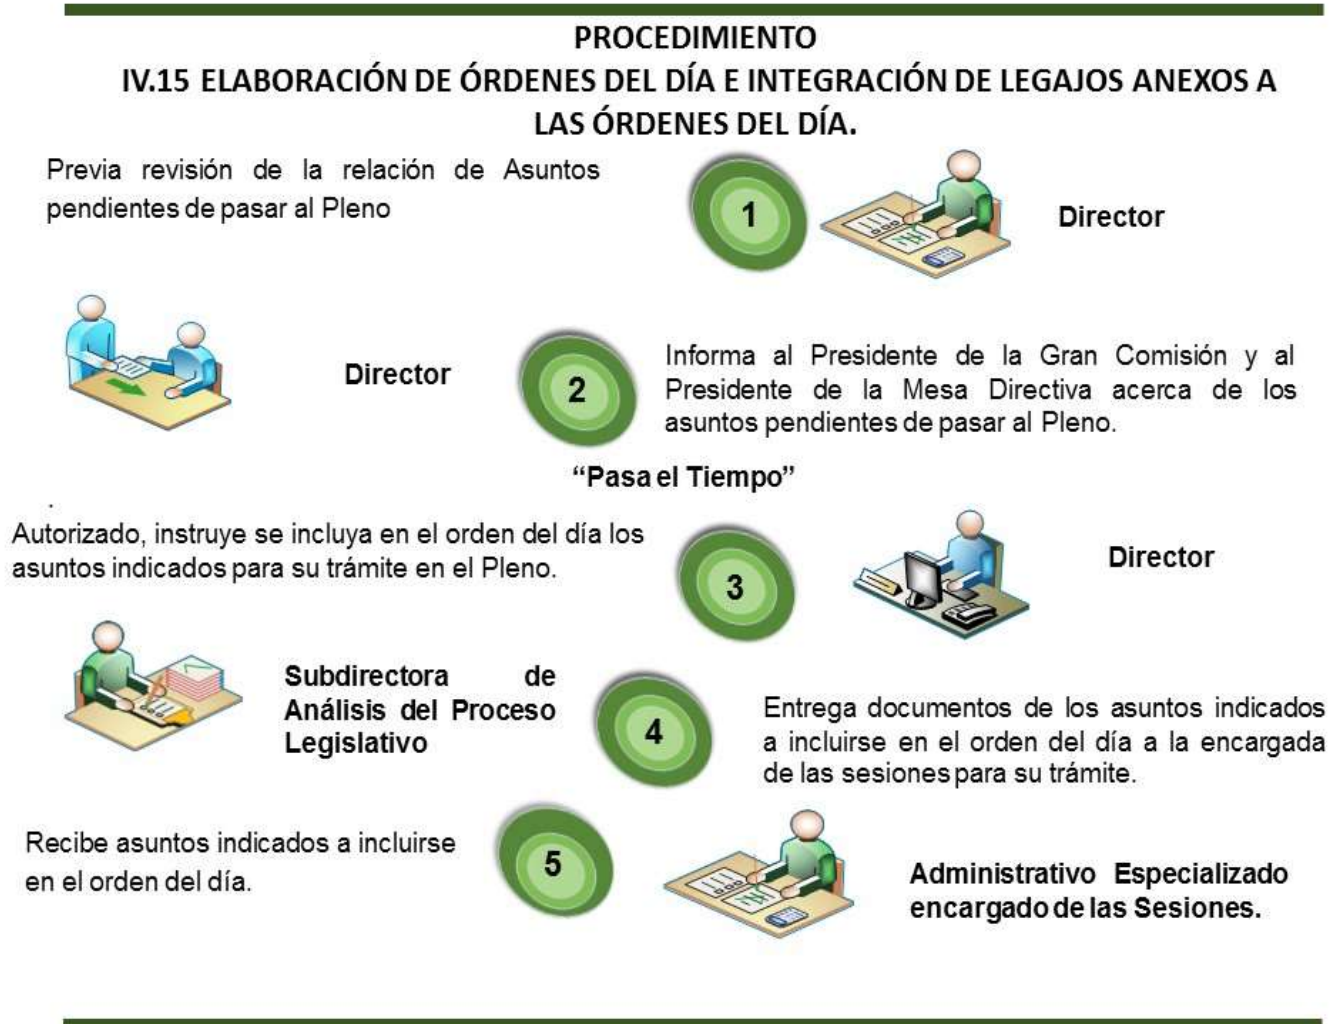 PROCEDIMIENTO
IV.15 ELABORACIÓN DE ÓRDENES DEL DÍA E INTEGRACIÓN DE LEGAJOS ANEXOS A
LAS ÓRDENES DEL DÍA.
Previa revisión de la relación de Asuntos
pendientes de pasar al Pleno
1
Director
Director
2
Informa al Presidente de la Gran Comisión y al
Presidente de la Mesa Directiva acerca de los
asuntos pendientes de pasar al Pleno.
“Pasa el Tiempo”
.
Autorizado, instruye se incluya en el orden del día los
asuntos indicados para su trámite en el Pleno.
3
Director
Subdirectora de
Análisis del Proceso
Legislativo
4
Entrega documentos de los asuntos indicados
a incluirse en el orden del día a la encargada
de las sesiones para su trámite.
Recibe asuntos indicados a incluirse
en el orden del día.
5
Administrativo Especializado
encargado de las Sesiones.